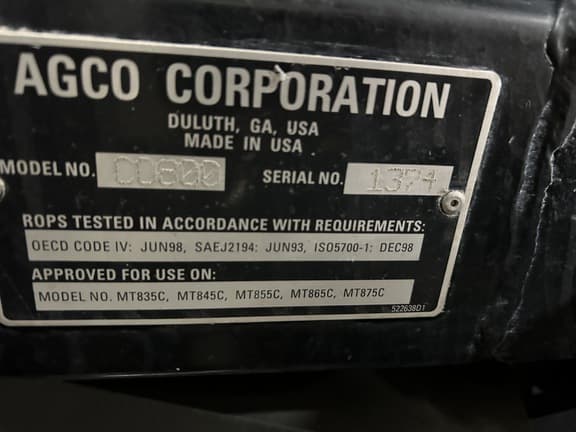 AGCO CORPORATION
DULUTH, GA, USA
MADE IN USA
MODEL NO. CC800 SERIAL NO. 1374
ROPS TESTED IN ACCORDANCE WITH REQUIREMENTS:
OECD CODE IV: JUN98, SAEJ2194: JUN93, ISO5700-1: DEC98
APPROVED FOR USE ON:
MODEL NO. MT835C, MT845C, MT855C, MT865C, MT875C
522638D1